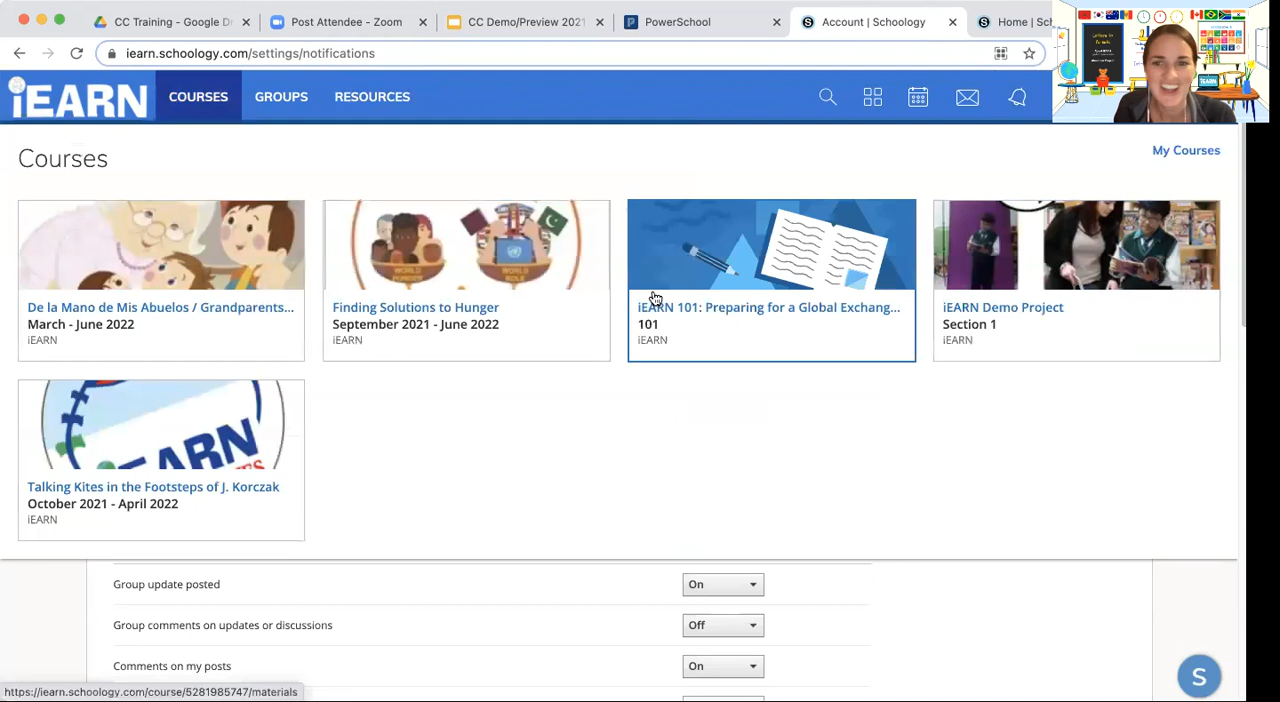 CC Training - Google Dr
Post Attendee - Zoom
CC Demo/Preview 2021
PowerSchool
Account | Schoology
Home | Sch
iearn.schoology.com/settings/notifications
iEARN
COURSES
GROUPS
RESOURCES
Courses
My Courses
De la Mano de Mis Abuelos / Grandparents...
March - June 2022
iEARN
WORLD HUNGER
Finding Solutions to Hunger
September 2021 - June 2022
iEARN
iEARN 101: Preparing for a Global Exchang...
101
iEARN
iEARN Demo Project
Section 1
iEARN
EARN
Talking Kites in the Footsteps of J. Korczak
October 2021 - April 2022
iEARN
Group update posted
On
Group comments on updates or discussions
Off
Comments on my posts
On
https://iearn.schoology.com/course/5281985747/materials
S